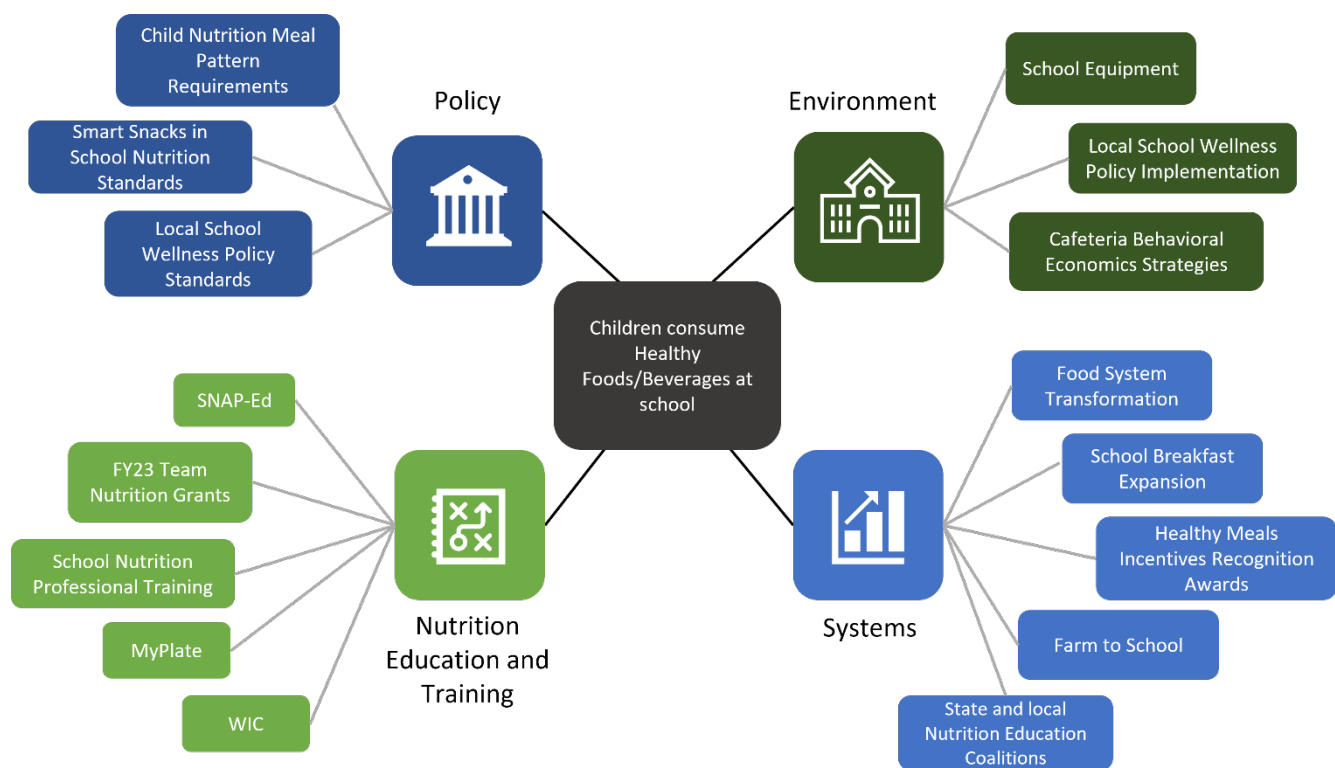 Child Nutrition Meal
Pattern
Requirements
Smart Snacks in
School Nutrition
Standards
Local School
Wellness Policy
Standards
Policy
Environment
School Equipment
Local School Wellness
Policy Implementation
Cafeteria Behavioral
Economics Strategies
Children consume
Healthy
Foods/Beverages at
school
SNAP-Ed
FY23 Team
Nutrition Grants
School Nutrition
Professional Training
MyPlate
WIC
Nutrition
Education and
Training
Systems
Food System
Transformation
School Breakfast
Expansion
Healthy Meals
Incentives Recognition
Awards
Farm to School
State and local
Nutrition Education
Coalitions